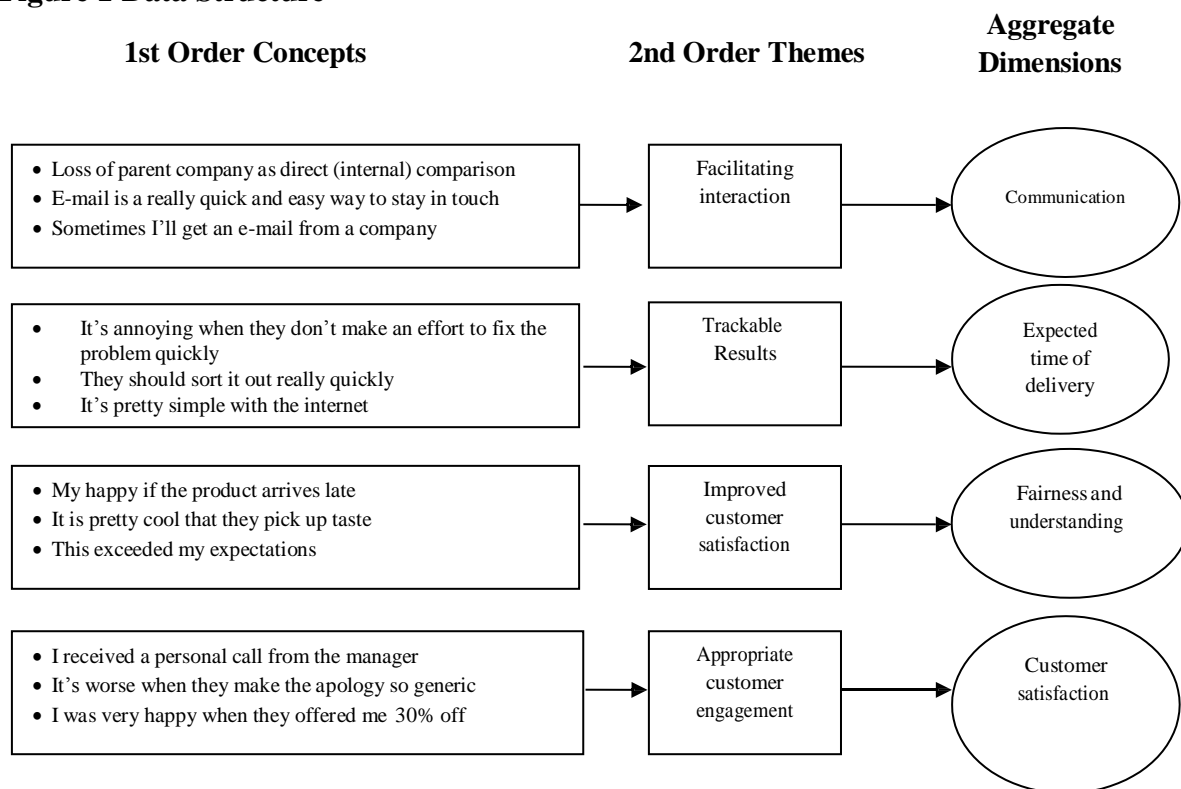 1st Order Concepts
2nd Order Themes
Aggregate
Dimensions
• Loss of parent company as direct (internal) comparison
• E-mail is a really quick and easy way to stay in touch
• Sometimes I’ll get an e-mail from a company
Facilitating
interaction
Communication
• It’s annoying when they don’t make an effort to fix the
problem quickly
• They should sort it out really quickly
• It’s pretty simple with the internet
Trackable
Results
Expected
time of
delivery
• My happy if the product arrives late
• It is pretty cool that they pick up taste
• This exceeded my expectations
Improved
customer
satisfaction
Fairness and
understanding
• I received a personal call from the manager
• It’s worse when they make the apology so generic
• I was very happy when they offered me 30% off
Appropriate
customer
engagement
Customer
satisfaction